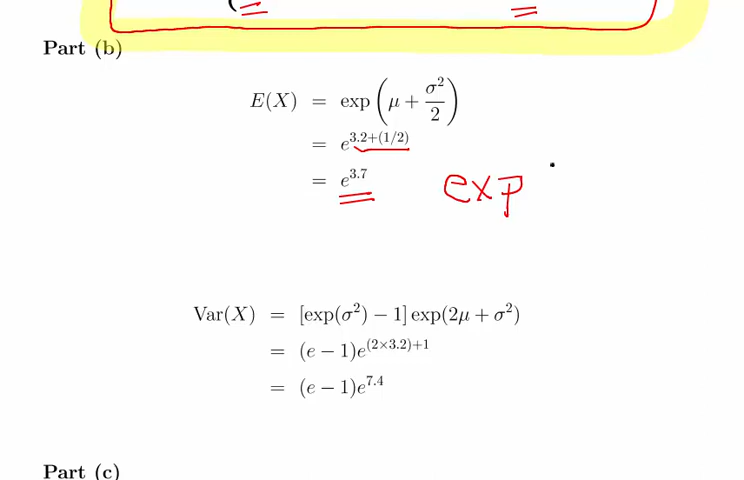 Part (b)
E(X) = exp(μ + σ²/2)
= e^{3.2+(1/2)}
= e^{3.7} exp
Var(X) = [exp(σ²) − 1] exp(2μ + σ²)
= (e − 1)e^{(2×3.2)+1}
= (e − 1)e^{7.4}
Part (c)